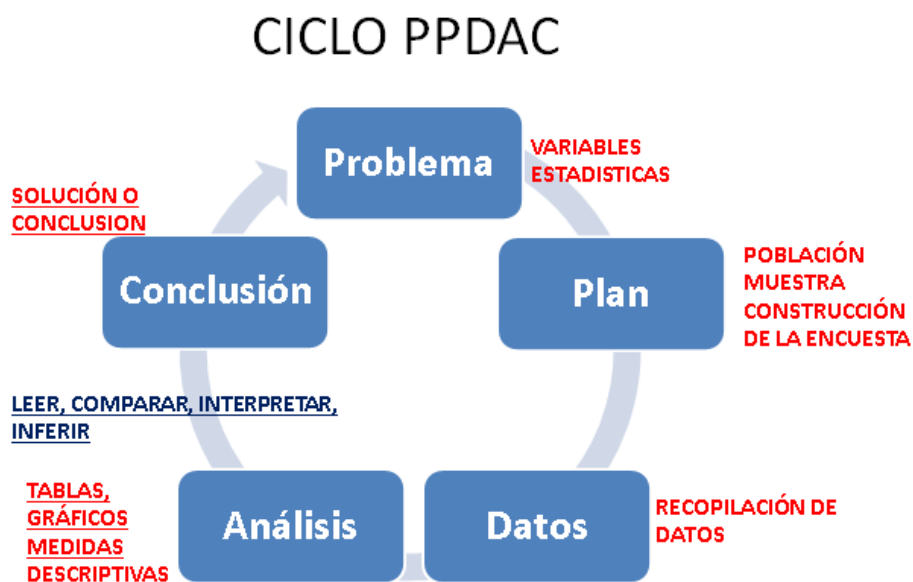 CICLO PPDAC
Problema
VARIABLES
ESTADISTICAS
Plan
POBLACIÓN
MUESTRA
CONSTRUCCIÓN
DE LA ENCUESTA
Datos
RECOPILACIÓN DE
DATOS
Análisis
TABLAS,
GRÁFICOS
MEDIDAS
DESCRIPTIVAS
LEER, COMPARAR, INTERPRETAR,
INFERIR
Conclusión
SOLUCIÓN O
CONCLUSION